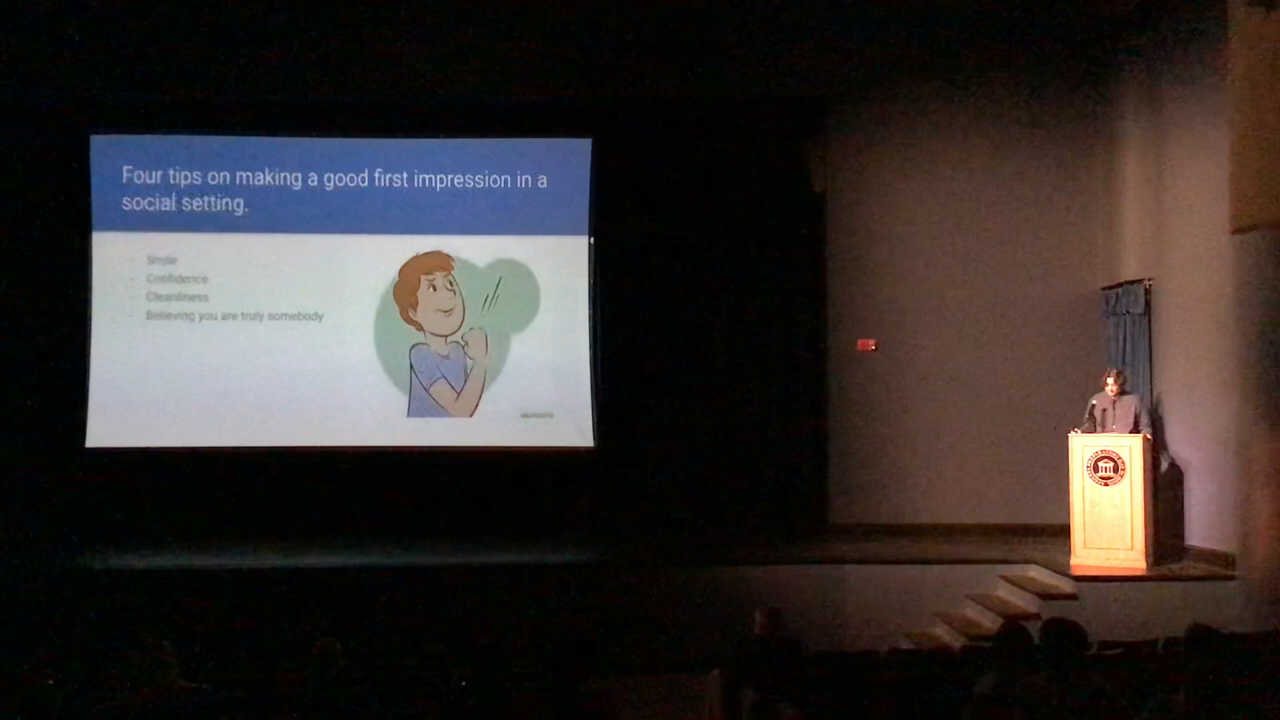 Four tips on making a good first impression in a
social setting.
- Smile
- Confidence
- Cleanliness
- Believing you are truly somebody